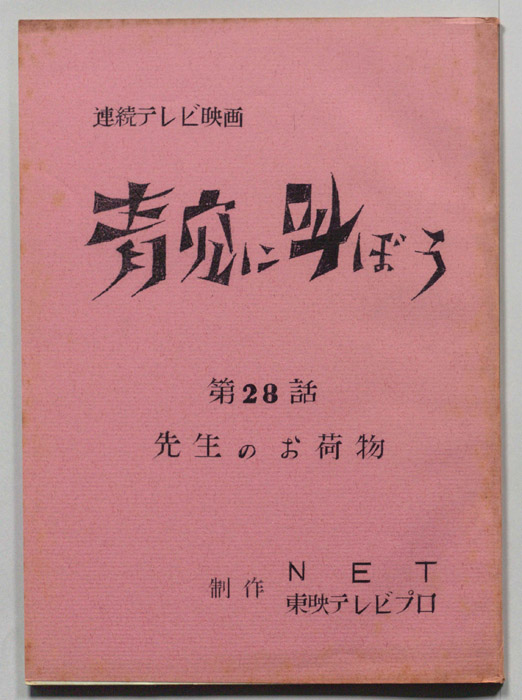 連続テレビ映画
青空に叫ぼう
第28話
先生のお荷物
制作 NET
東映テレビプロ